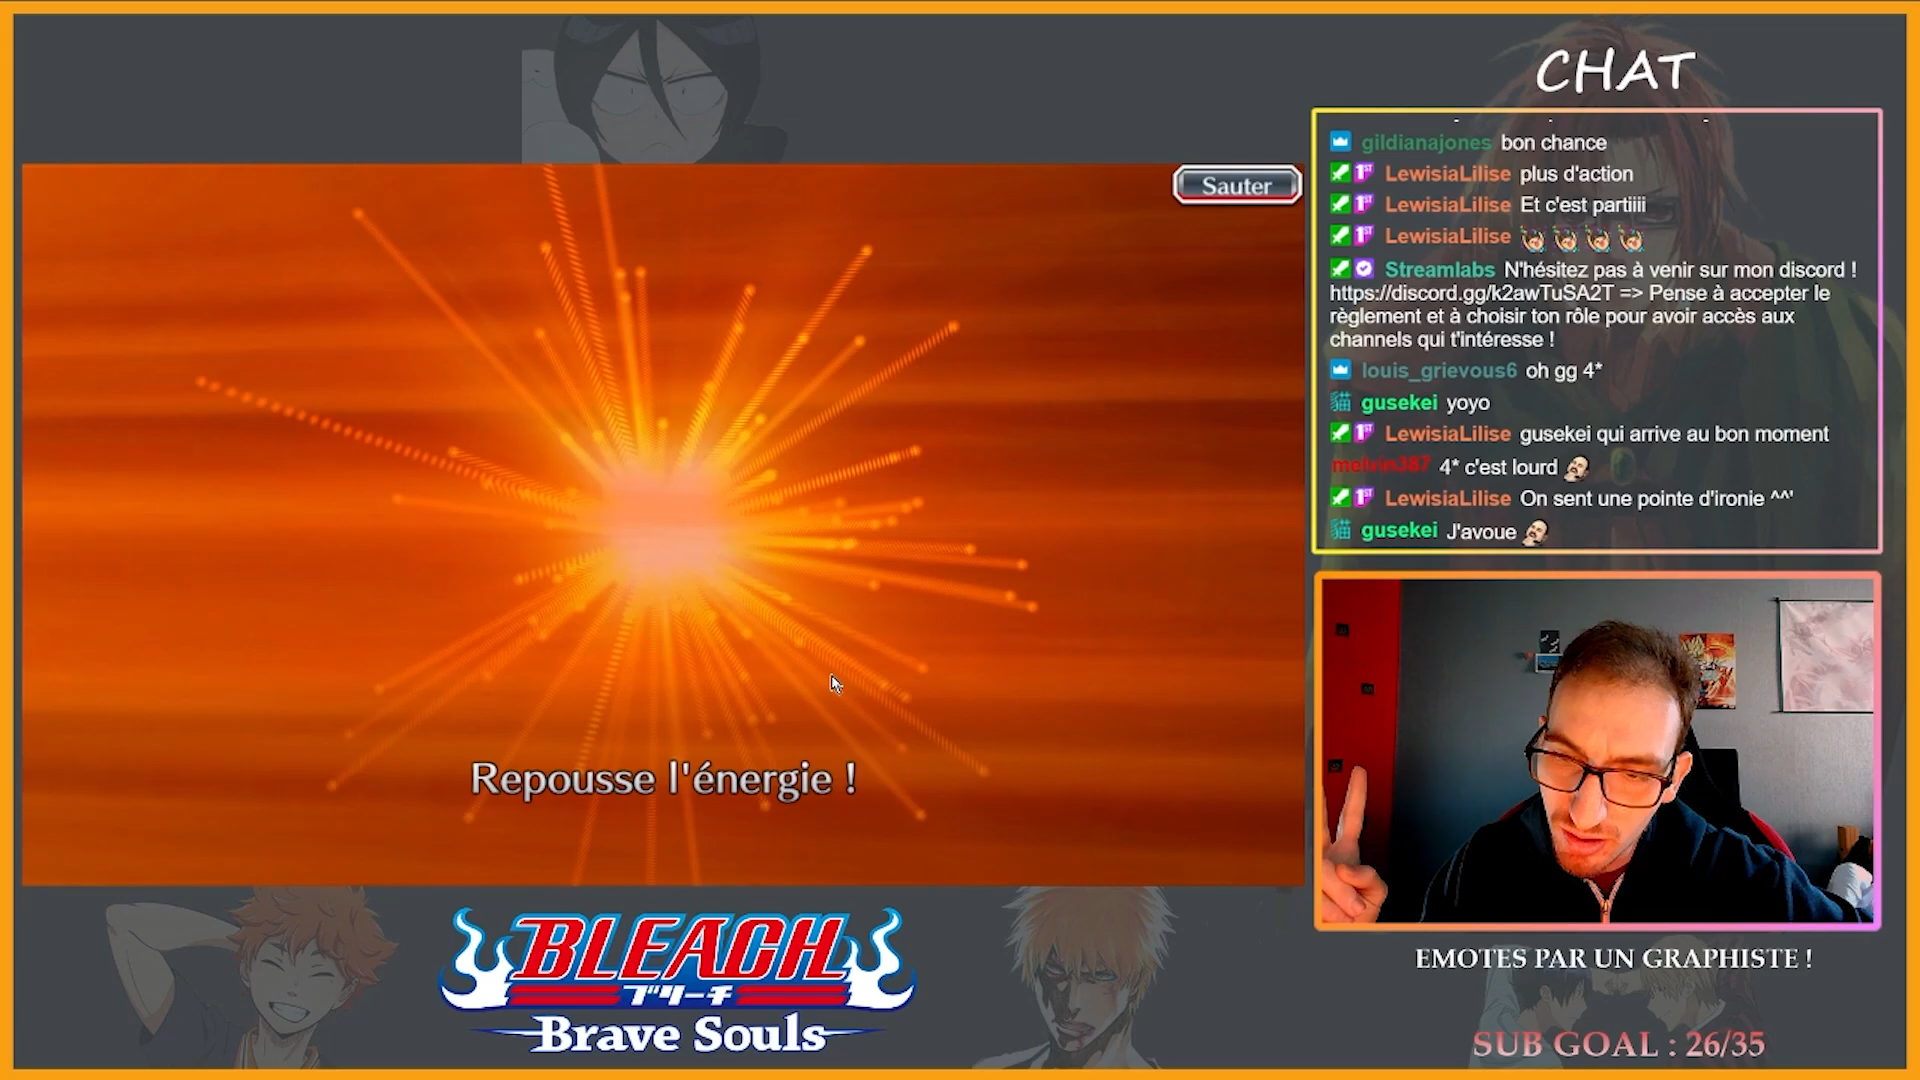 CHAT
gildianajones bon chance
LewisiaLilise plus d'action
LewisiaLilise Et c'est partiiii
LewisiaLilise
Streamlabs N'hésitez pas à venir sur mon discord !
https://discord.gg/k2awTuSA2T => Pense à accepter le
règlement et à choisir ton rôle pour avoir accès aux
channels qui t'intéresse !
louis_grievous6 oh gg 4*
gusekei yoyo
LewisiaLilise gusekei qui arrive au bon moment
melvin387 4* c'est lourd
LewisiaLilise On sent une pointe d'ironie ^^'
gusekei J'avoue
Sauter
Repousse l'énergie !
BLEACH
ブリーチ
Brave Souls
EMOTES PAR UN GRAPHISTE !
SUB GOAL : 26/35